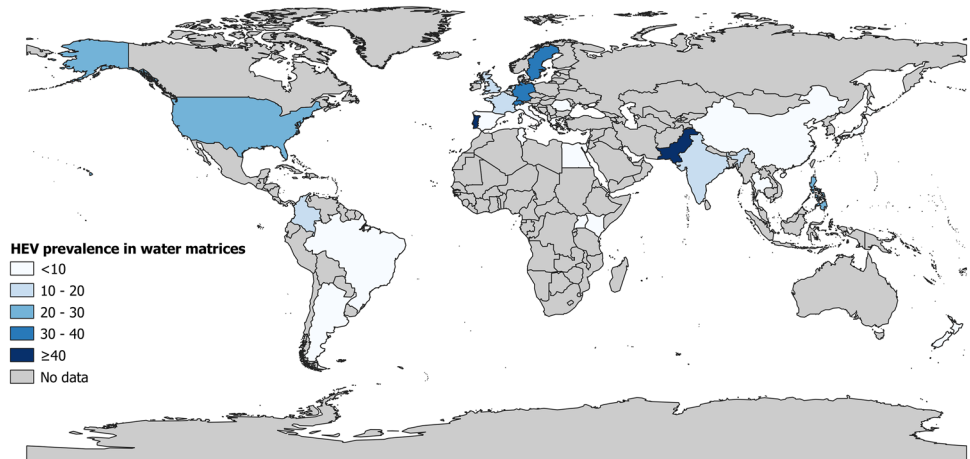 HEV prevalence in water matrices
<10
10 - 20
20 - 30
30 - 40
≥40
No data